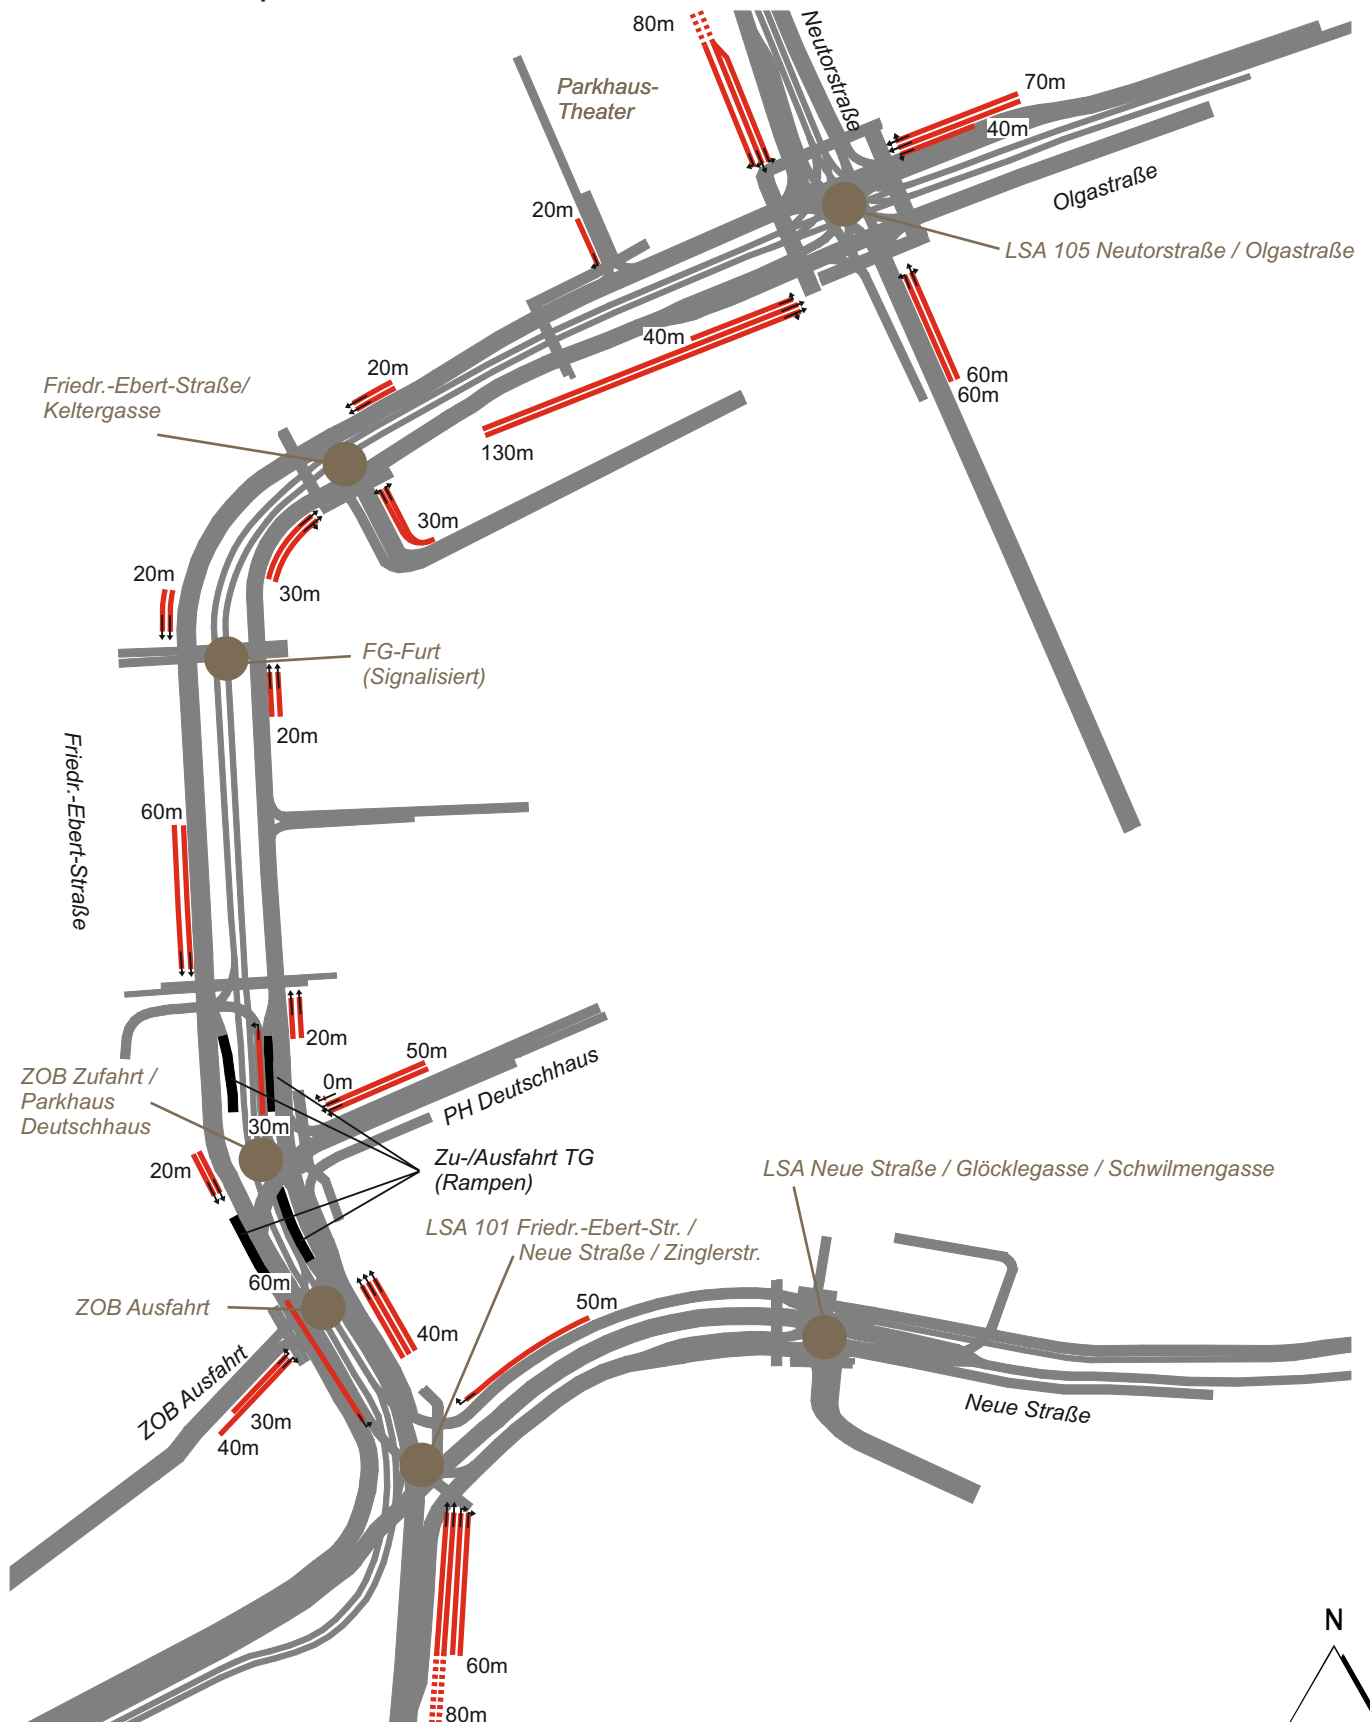 80m
Neutorstraße
Parkhaus-
Theater
70m
40m
Olgastraße
20m
LSA 105 Neutorstraße / Olgastraße
40m
20m
Friedr.-Ebert-Straße/
Keltergasse
60m
60m
130m
30m
20m
30m
FG-Furt
(Signalisiert)
20m
Friedr.-Ebert-Straße
60m
20m
50m
0m
ZOB Zufahrt /
Parkhaus
Deutschhaus
PH Deutschhaus
30m
20m
Zu-/Ausfahrt TG
(Rampen)
LSA Neue Straße / Glöcklegasse / Schwilmengasse
LSA 101 Friedr.-Ebert-Str. /
Neue Straße / Zinglerstr.
60m
ZOB Ausfahrt
50m
40m
ZOB Ausfahrt
Neue Straße
30m
40m
60m
80m
N